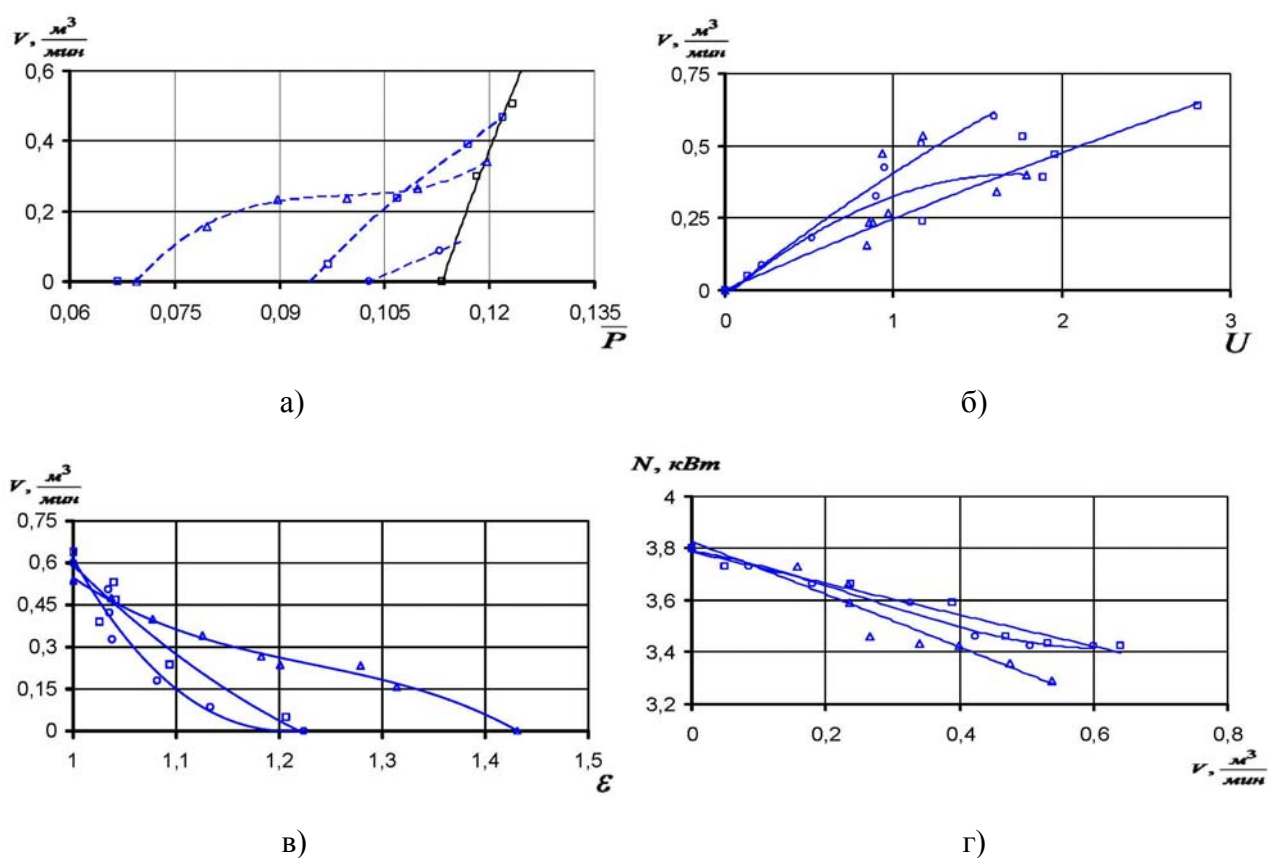 V, м³/мин
0,6
0,4
0,2
0
0,06 0,075 0,09 0,105 0,12 0,135
P̅
а)
V, м³/мин
0,75
0,5
0,25
0
0 1 2 3
U
б)
V, м³/мин
0,75
0,6
0,45
0,3
0,15
0
1 1,1 1,2 1,3 1,4 1,5
ε
в)
N, кВт
4
3,8
3,6
3,4
3,2
0 0,2 0,4 0,6 0,8
V, м³/мин
г)